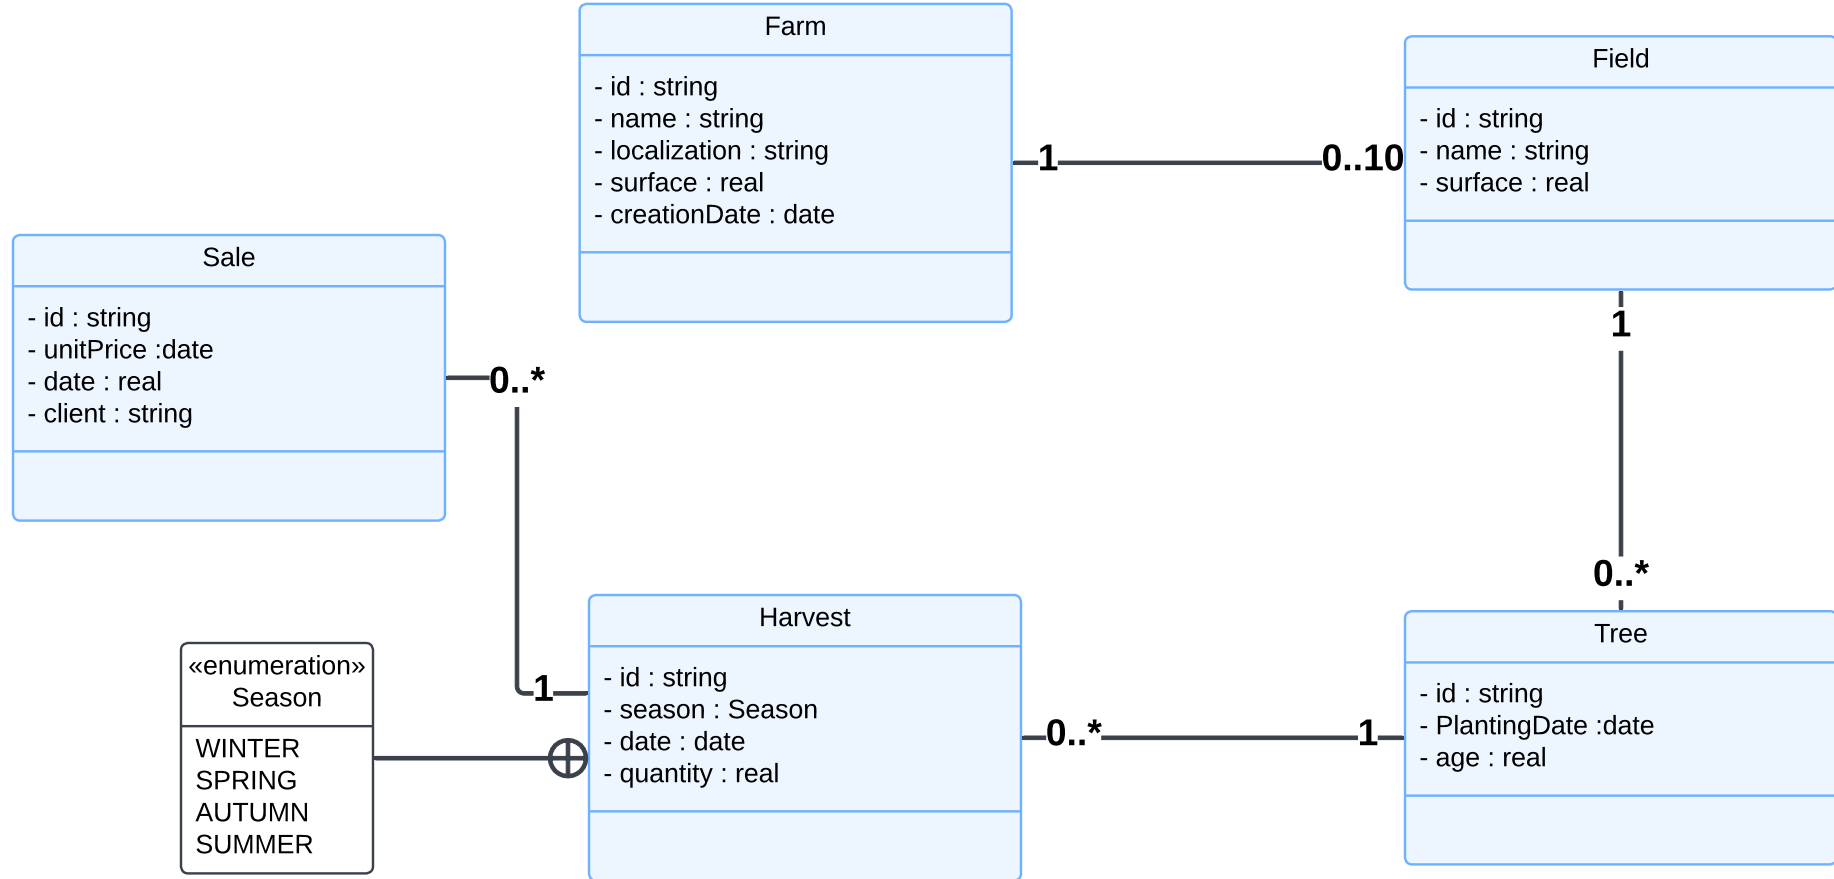 Farm
- id : string
- name : string
- localization : string
- surface : real
- creationDate : date
1
0..10
Field
- id : string
- name : string
- surface : real
1
0..*
Sale
- id : string
- unitPrice :date
- date : real
- client : string
0..*
1
«enumeration»
Season
WINTER
SPRING
AUTUMN
SUMMER
Harvest
- id : string
- season : Season
- date : date
- quantity : real
0..*
1
Tree
- id : string
- PlantingDate :date
- age : real